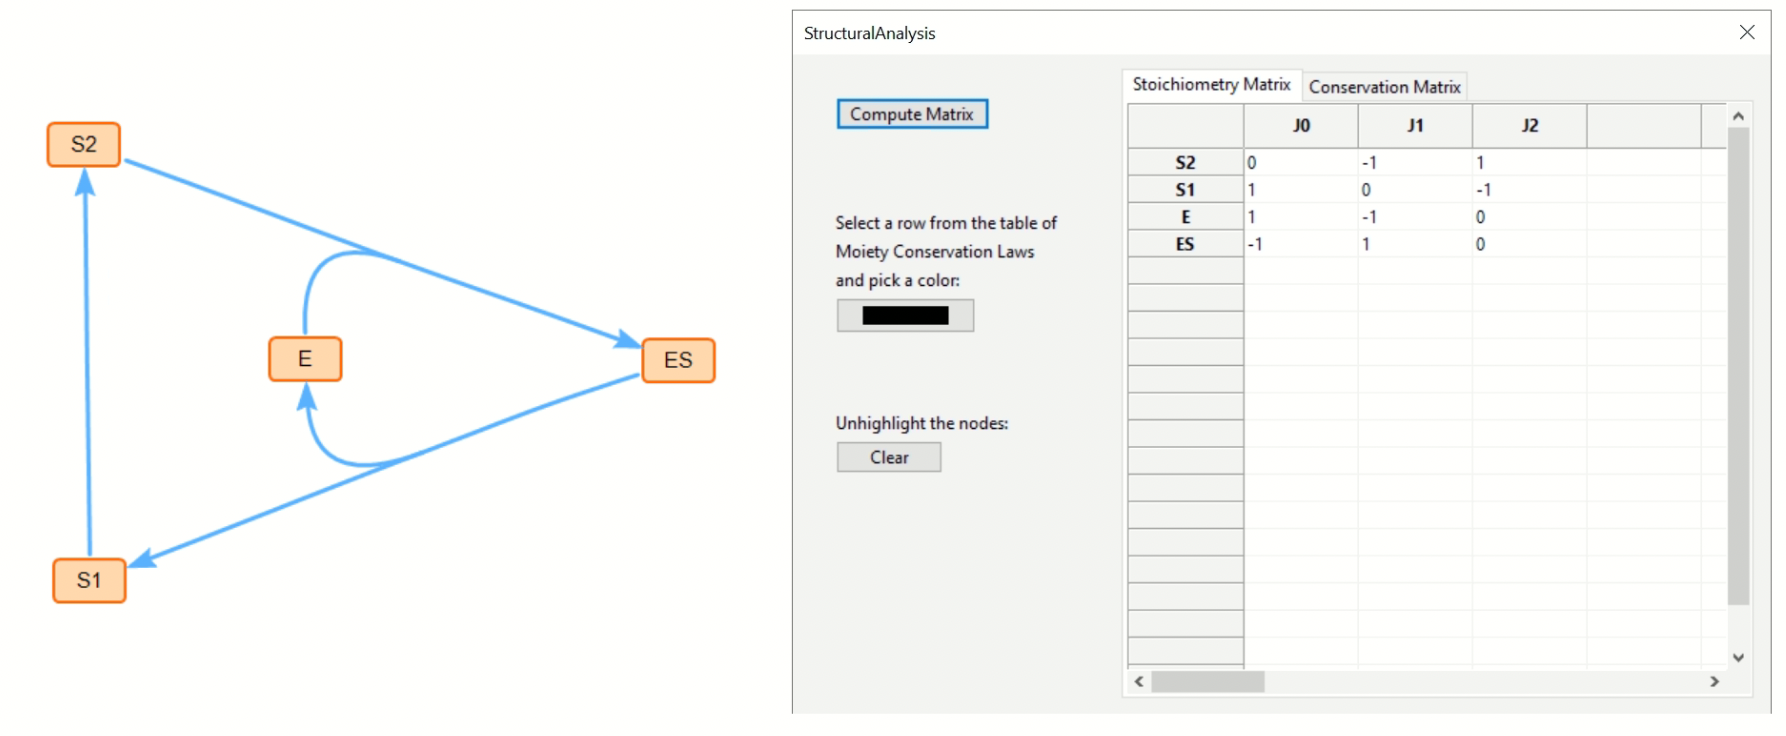 S2
E
ES
S1
StructuralAnalysis
Compute Matrix
Select a row from the table of
Moiety Conservation Laws
and pick a color:
Unhighlight the nodes:
Clear
Stoichiometry Matrix Conservation Matrix
J0 J1 J2
S2 0 -1 1
S1 1 0 -1
E 1 -1 0
ES -1 1 0